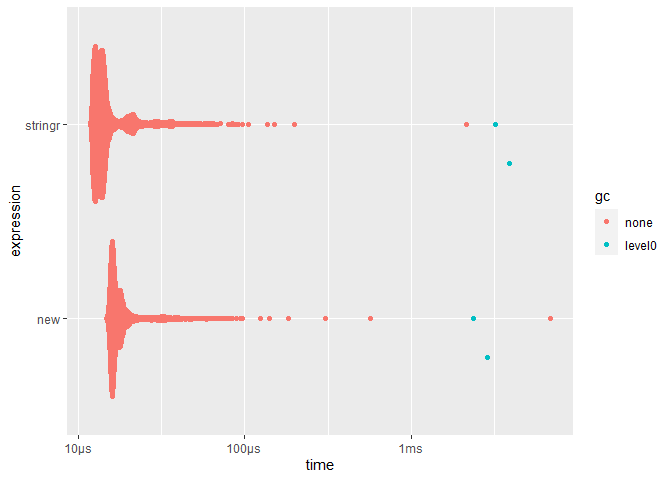 expression
stringr
new
10µs
100µs
1ms
time
gc
none
level0